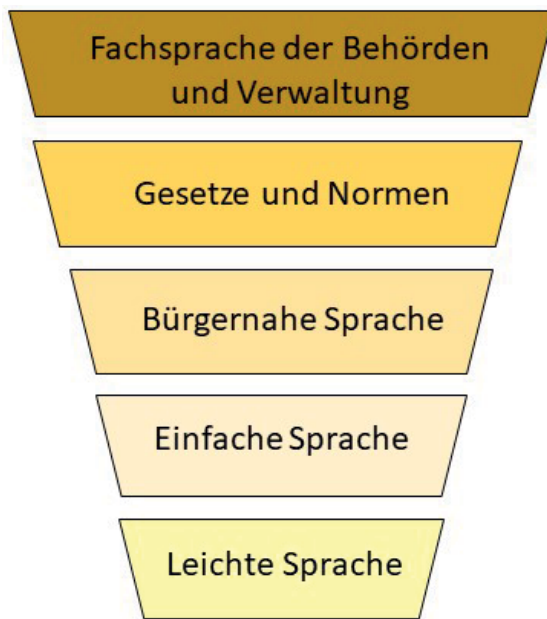 Fachsprache der Behörden
und Verwaltung
Gesetze und Normen
Bürgernahe Sprache
Einfache Sprache
Leichte Sprache